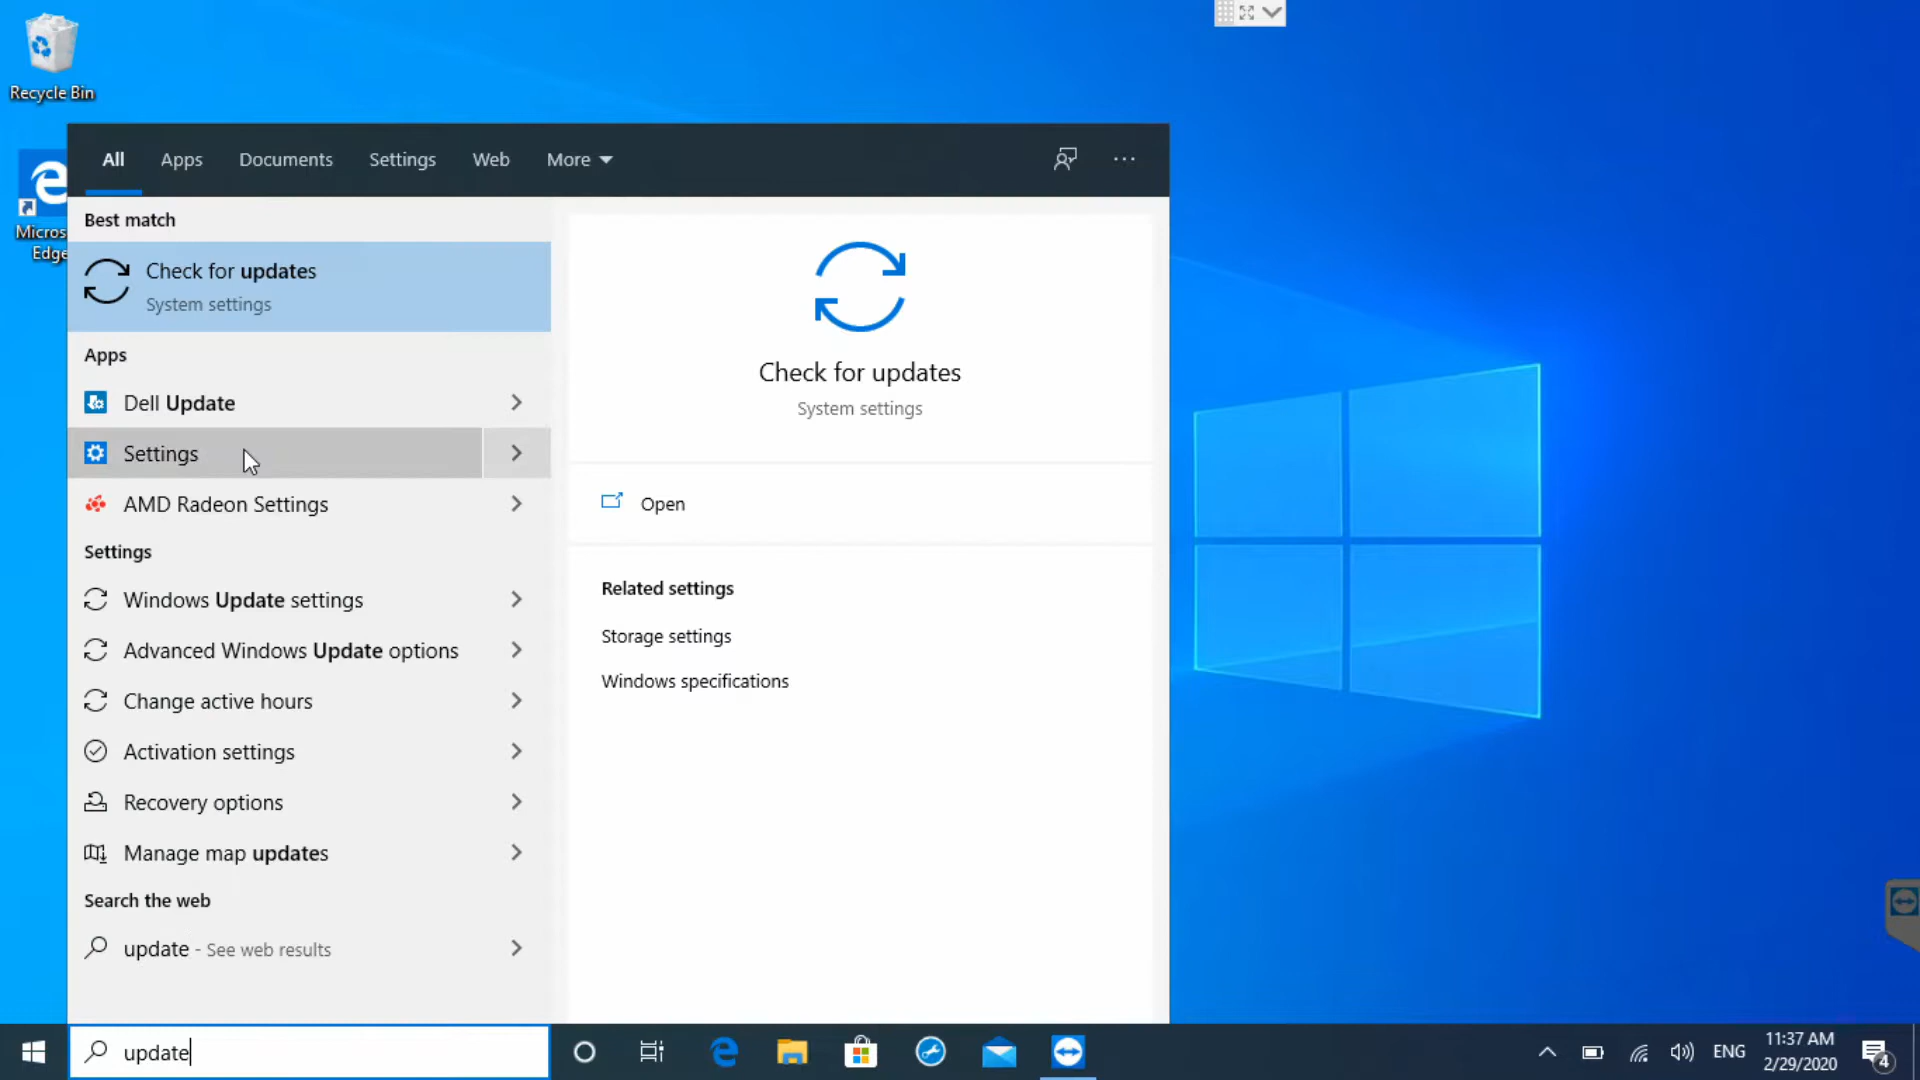 Recycle Bin
Micros
Edge
All Apps Documents Settings Web More
Best match
Check for updates
System settings
Apps
Dell Update
Settings
AMD Radeon Settings
Settings
Windows Update settings
Advanced Windows Update options
Change active hours
Activation settings
Recovery options
Manage map updates
Search the web
update - See web results
Check for updates
System settings
Open
Related settings
Storage settings
Windows specifications
update
ENG
11:37 AM
2/29/2020
4